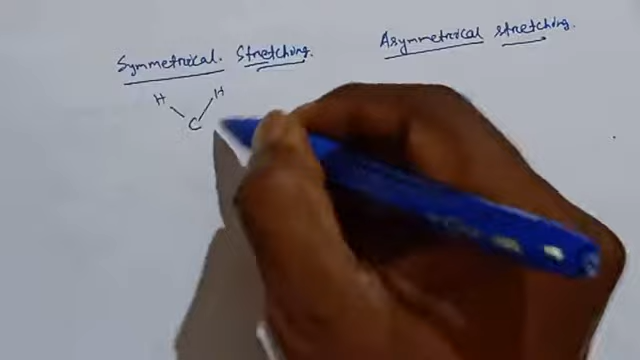 Symmetrical. Stretching.
Asymmetrical stretching.
H H
C